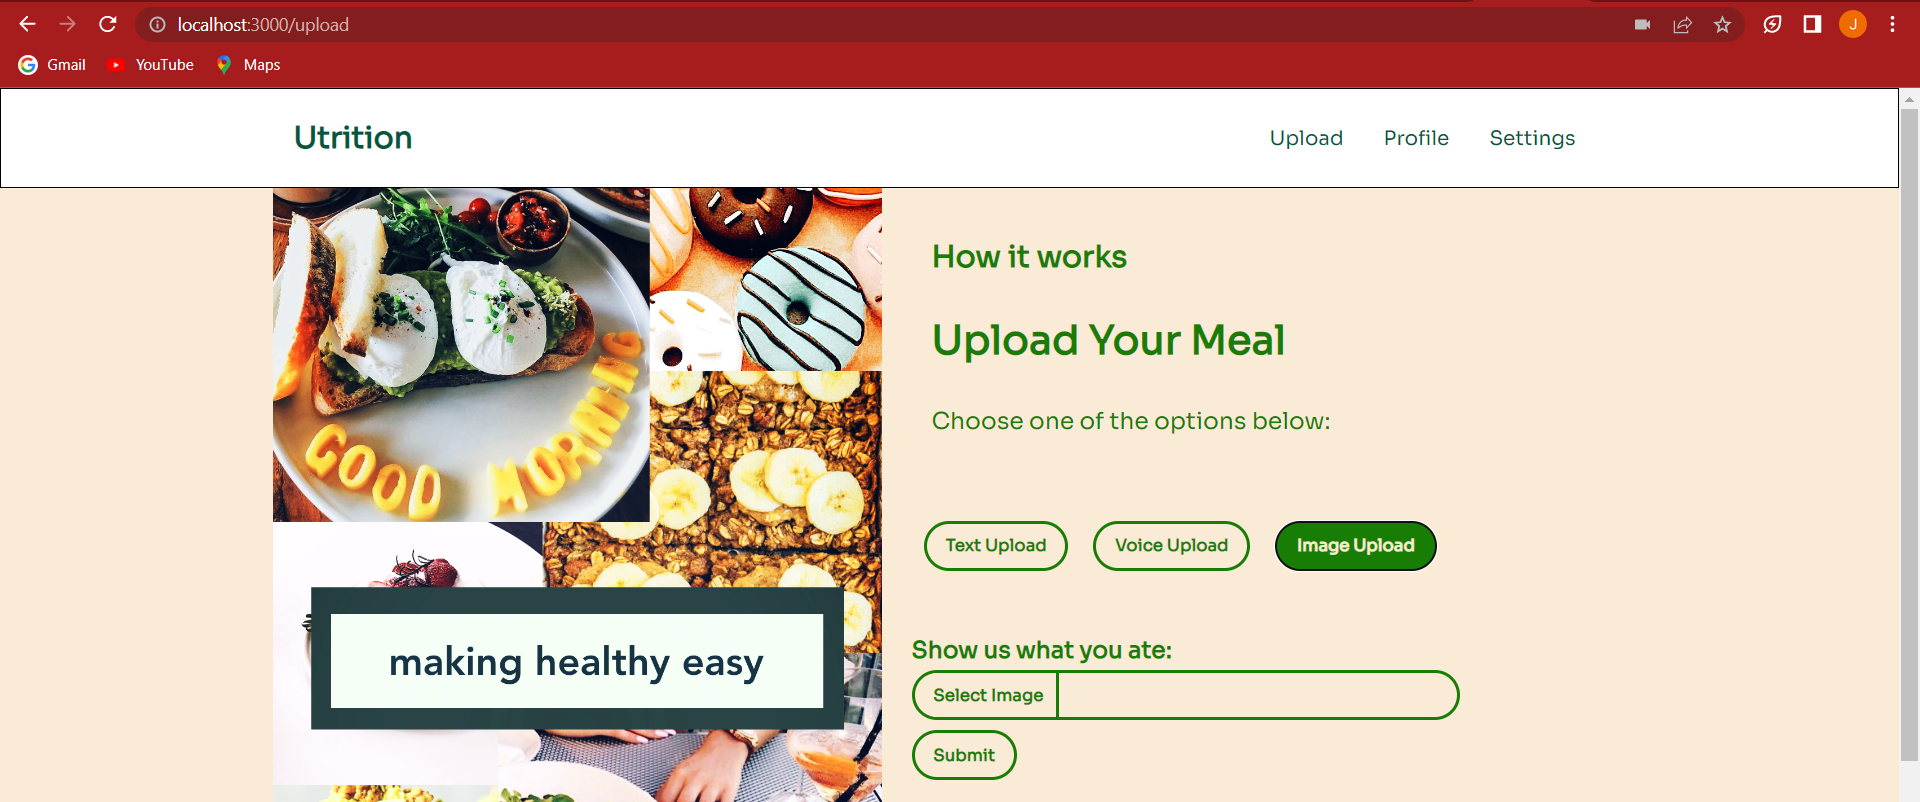 localhost:3000/upload
J
Gmail YouTube Maps
Utrition Upload Profile Settings
GOOD MORNING
making healthy easy
How it works
Upload Your Meal
Choose one of the options below:
Text Upload Voice Upload Image Upload
Show us what you ate:
Select Image
Submit